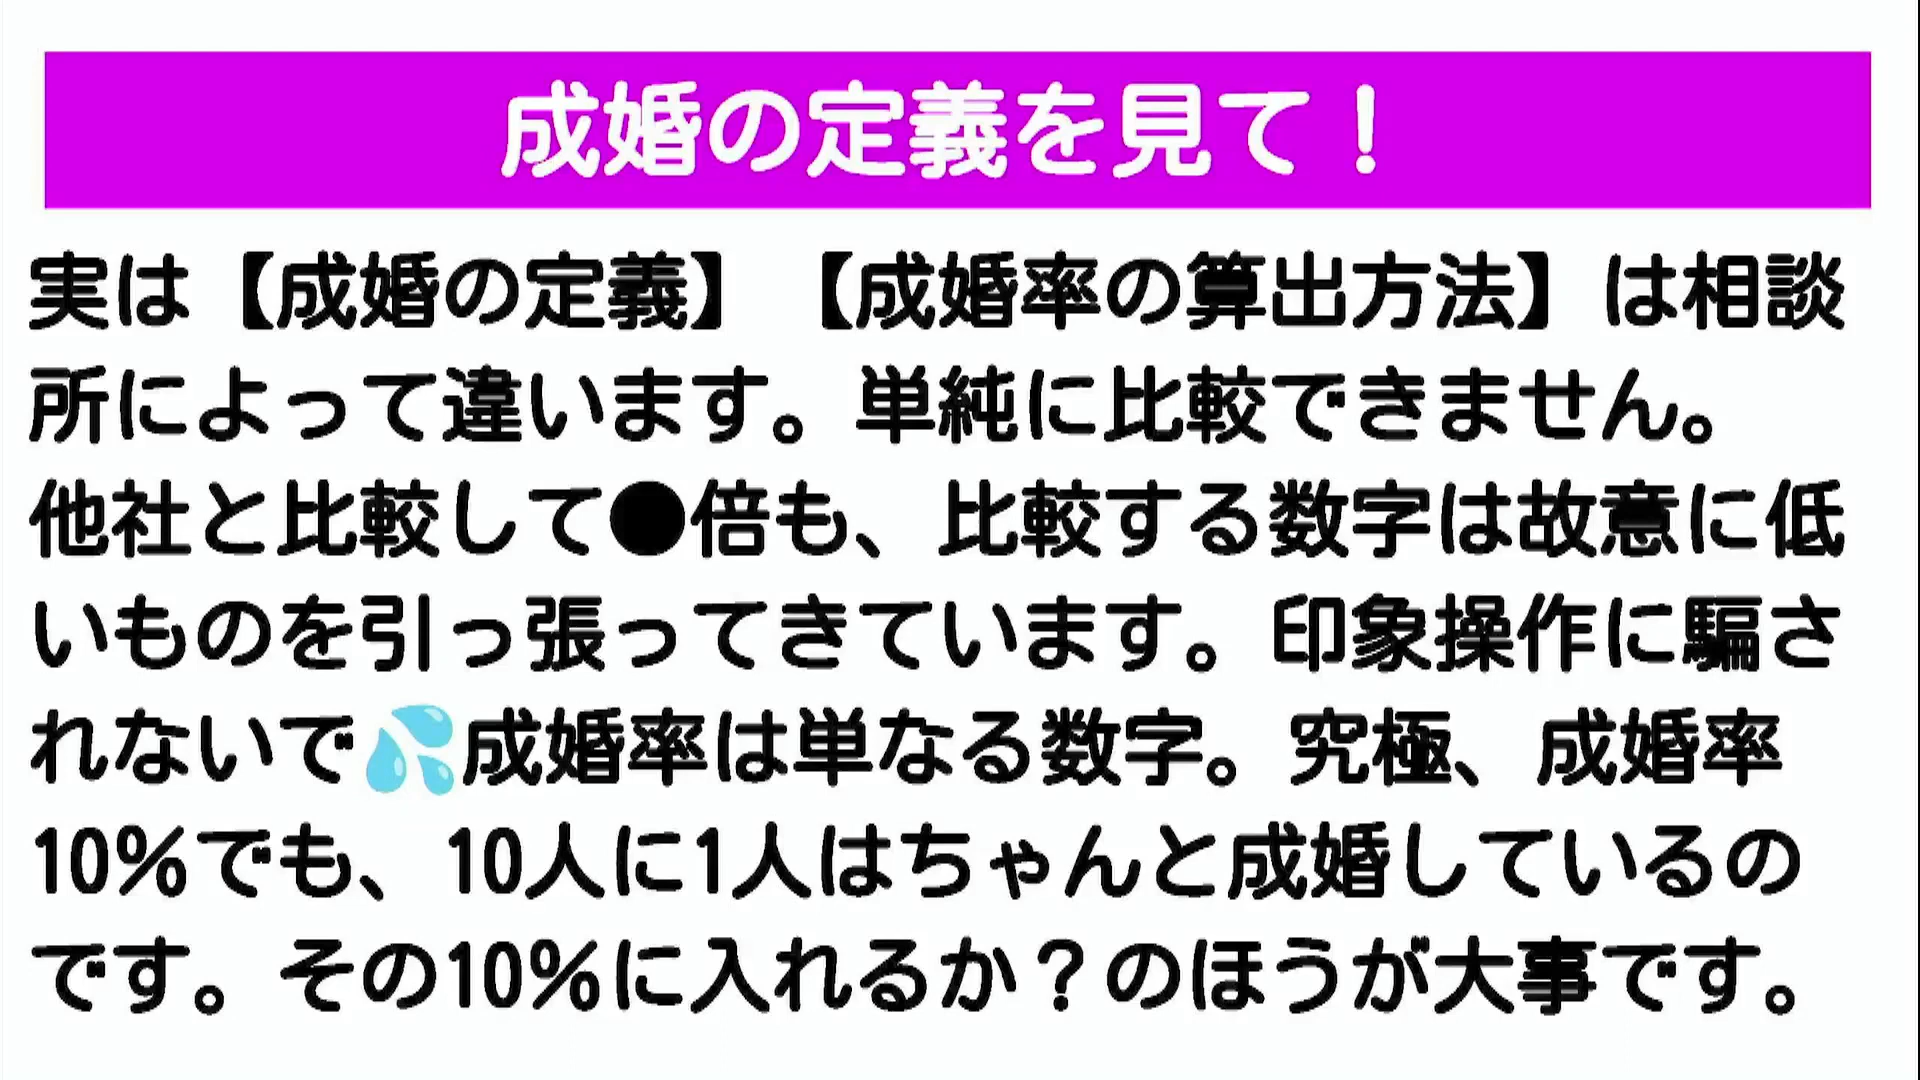 成婚の定義を見て！
実は【成婚の定義】【成婚率の算出方法】は相談
所によって違います。単純に比較できません。
他社と比較して●倍も、比較する数字は故意に低
いものを引っ張ってきています。印象操作に騙さ
れないで💦成婚率は単なる数字。究極、成婚率
10%でも、10人に1人はちゃんと成婚しているの
です。その10%に入れるか？のほうが大事です。